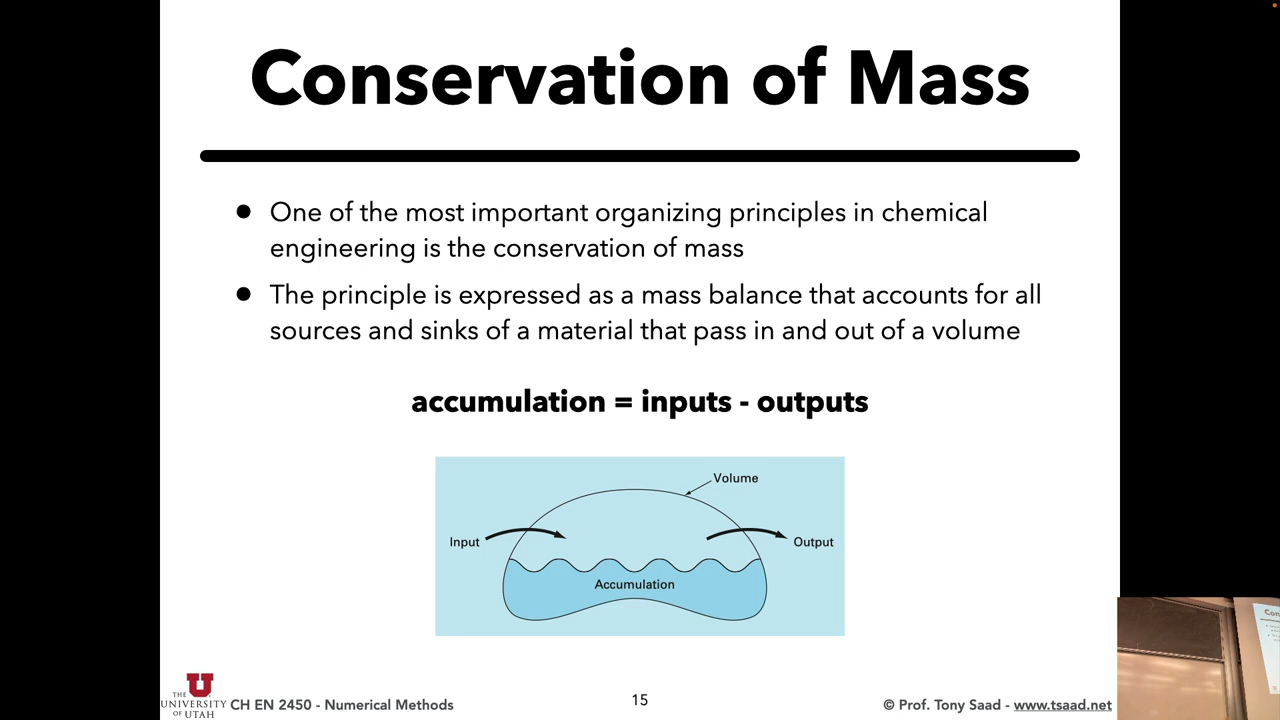 Conservation of Mass
• One of the most important organizing principles in chemical
engineering is the conservation of mass
• The principle is expressed as a mass balance that accounts for all
sources and sinks of a material that pass in and out of a volume
accumulation = inputs - outputs
Volume
Input
Output
Accumulation
THE
UNIVERSITY
OF UTAH
CH EN 2450 - Numerical Methods
15
© Prof. Tony Saad - www.tsaad.net
Con